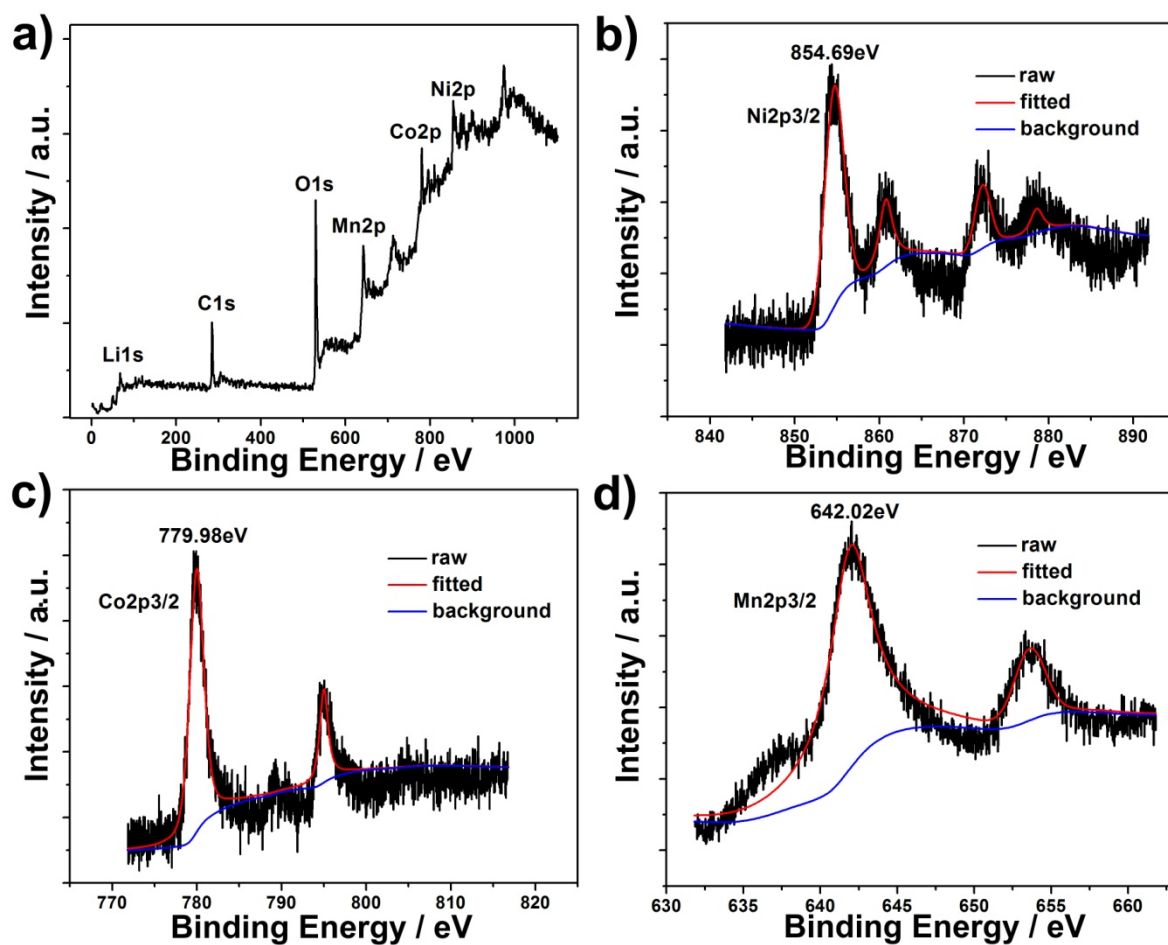 a)
Intensity / a.u.
Li1s
C1s
O1s
Mn2p
Co2p
Ni2p
0 200 400 600 800 1000
Binding Energy / eV
b)
Intensity / a.u.
854.69eV
Ni2p3/2
raw
fitted
background
840 850 860 870 880 890
Binding Energy / eV
c)
Intensity / a.u.
779.98eV
Co2p3/2
raw
fitted
background
770 780 790 800 810 820
Binding Energy / eV
d)
Intensity / a.u.
642.02eV
Mn2p3/2
raw
fitted
background
630 635 640 645 650 655 660
Binding Energy / eV